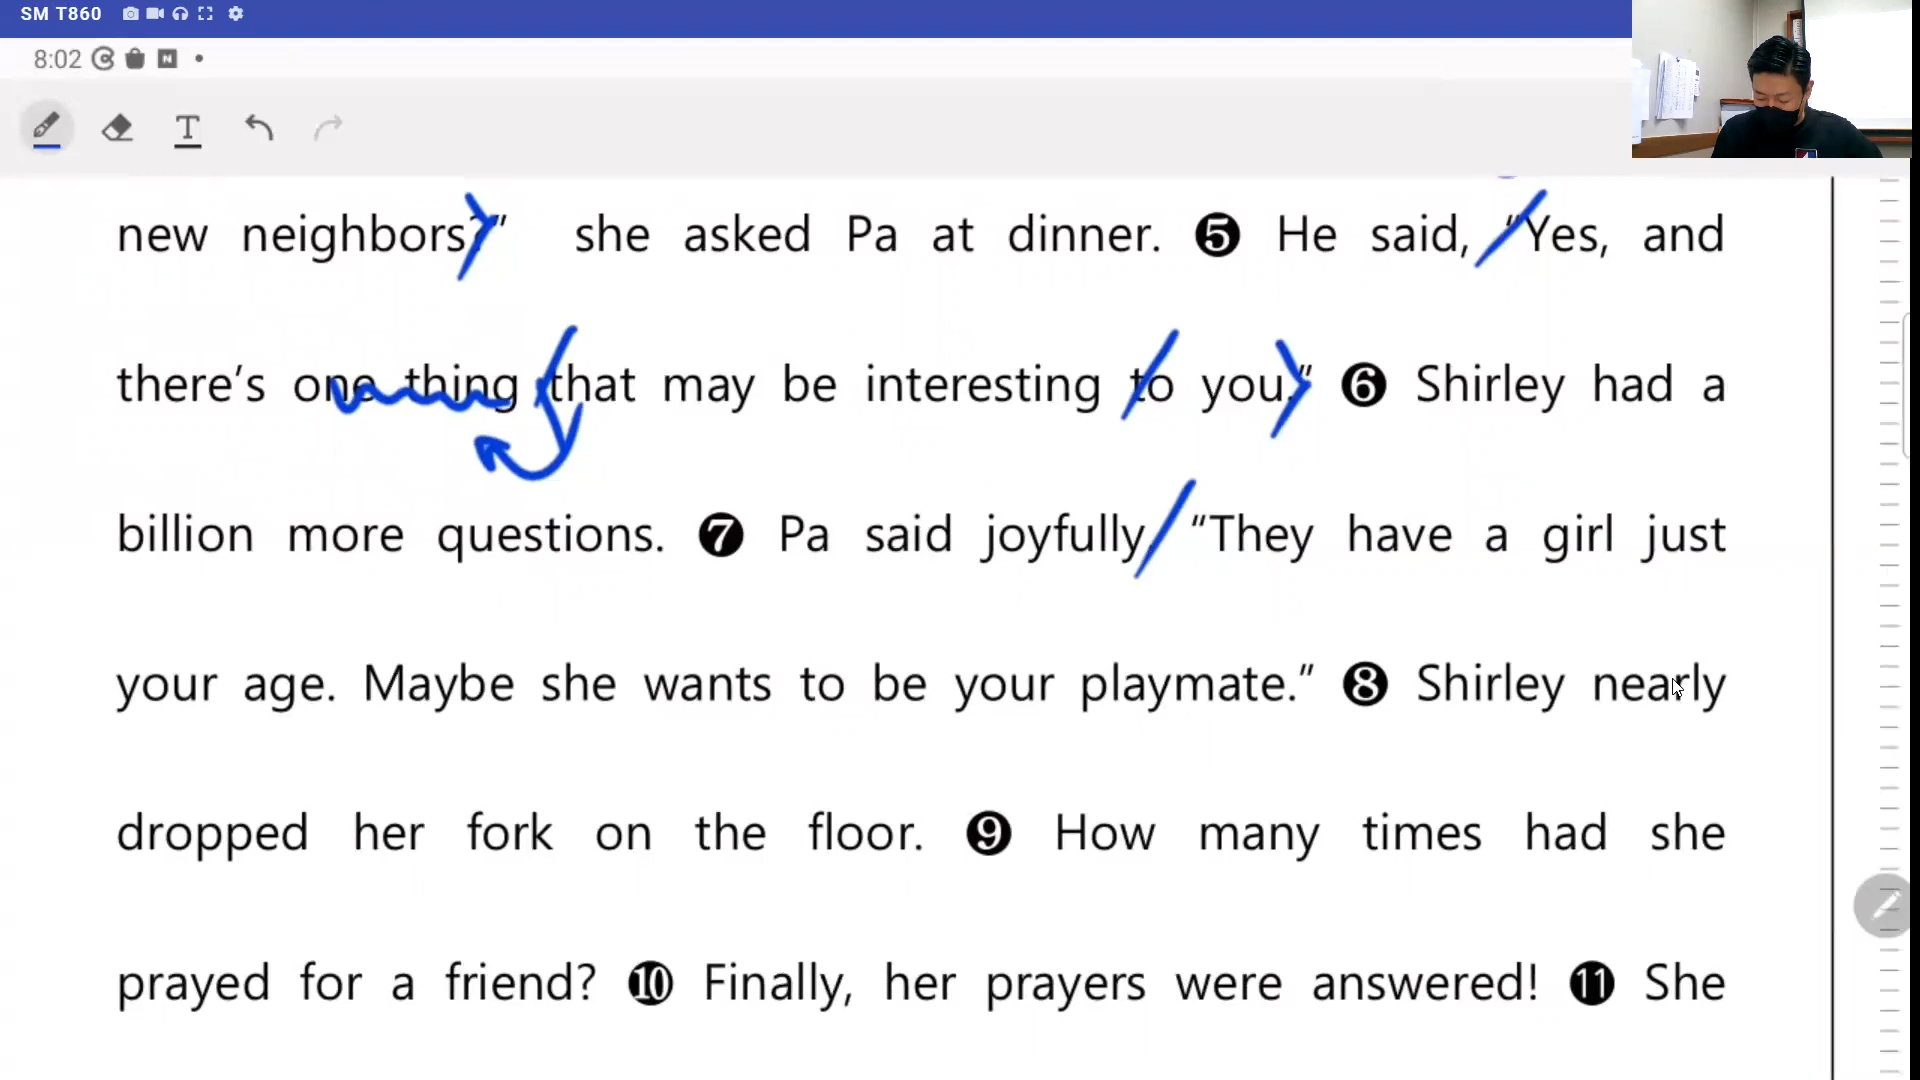 SM T860
8:02
new neighbors?” she asked Pa at dinner. ❺ He said, “Yes, and
there’s one thing that may be interesting to you.” ❻ Shirley had a
billion more questions. ❼ Pa said joyfully, “They have a girl just
your age. Maybe she wants to be your playmate.” ❽ Shirley nearly
dropped her fork on the floor. ❾ How many times had she
prayed for a friend? ❿ Finally, her prayers were answered! ⓫ She